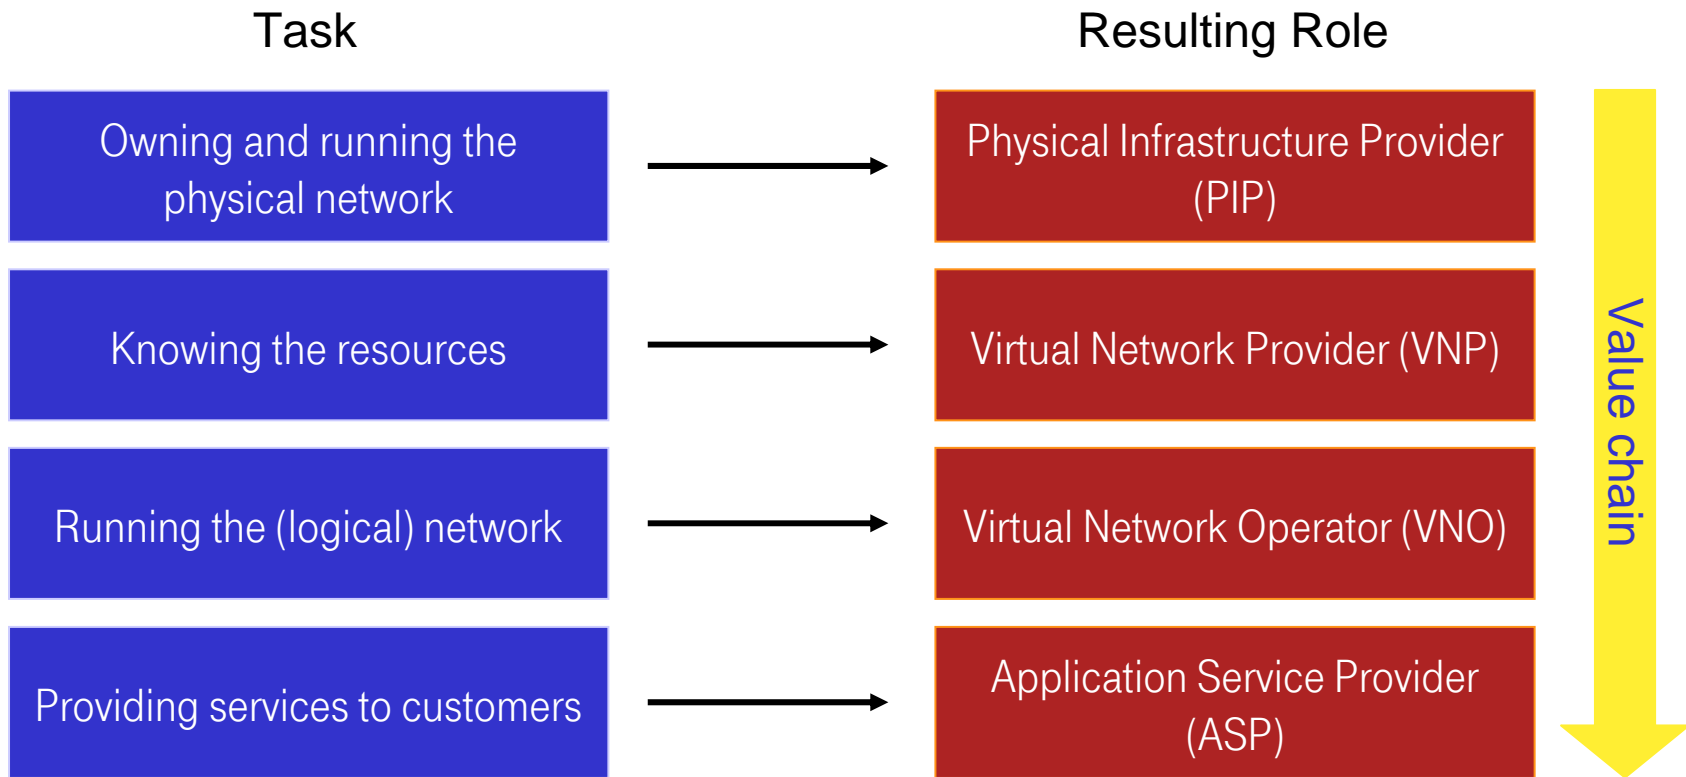 Task
Resulting Role
Owning and running the
physical network
Physical Infrastructure Provider
(PIP)
Knowing the resources
Virtual Network Provider (VNP)
Running the (logical) network
Virtual Network Operator (VNO)
Providing services to customers
Application Service Provider
(ASP)
Value chain